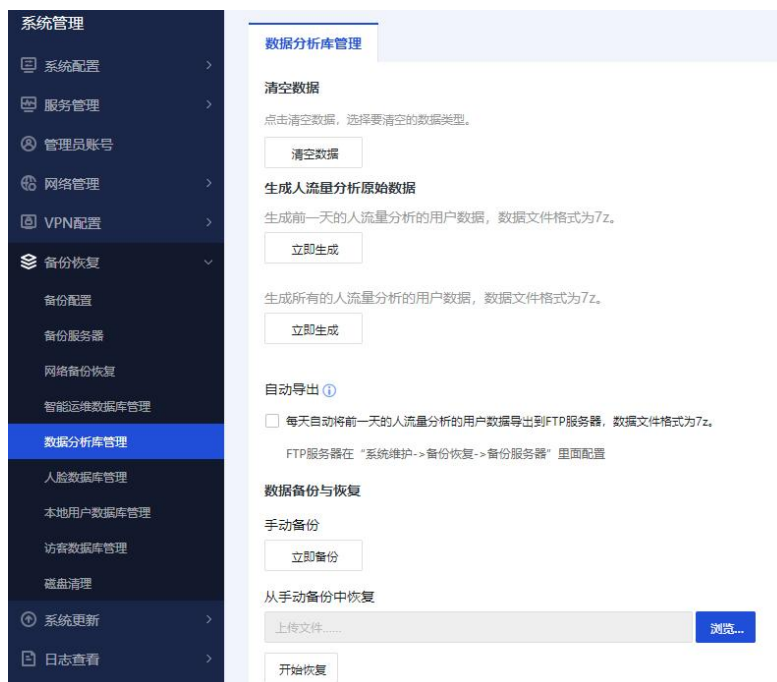 系统管理
系统配置
服务管理
管理员账号
网络管理
VPN配置
备份恢复
备份配置
备份服务器
网络备份恢复
智能运维数据库管理
数据分析库管理
人脸数据库管理
本地用户数据库管理
访客数据库管理
磁盘清理
系统更新
日志查看
数据分析库管理
清空数据
点击清空数据，选择要清空的数据类型。
清空数据
生成人流量分析原始数据
生成前一天的人流量分析的用户数据，数据文件格式为7z。
立即生成
生成所有的人流量分析的用户数据，数据文件格式为7z。
立即生成
自动导出
每天自动将前一天的人流量分析的用户数据导出到FTP服务器，数据文件格式为7z。
FTP服务器在“系统维护->备份恢复->备份服务器”里面配置
数据备份与恢复
手动备份
立即备份
从手动备份中恢复
上传文件......
浏览...
开始恢复